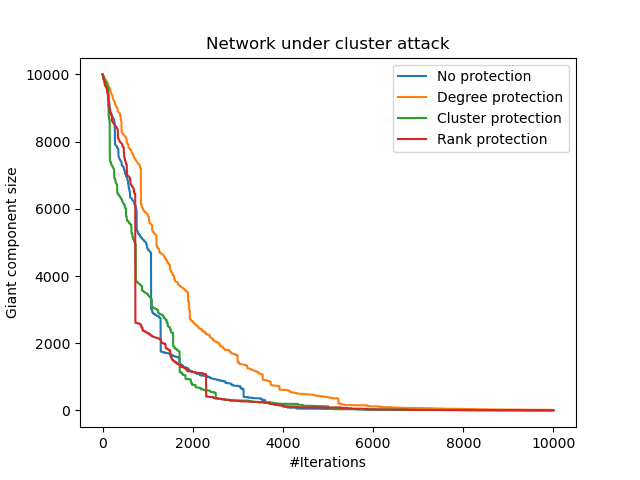 Network under cluster attack
No protection
Degree protection
Cluster protection
Rank protection
Giant component size
10000
8000
6000
4000
2000
0
0 2000 4000 6000 8000 10000
#Iterations